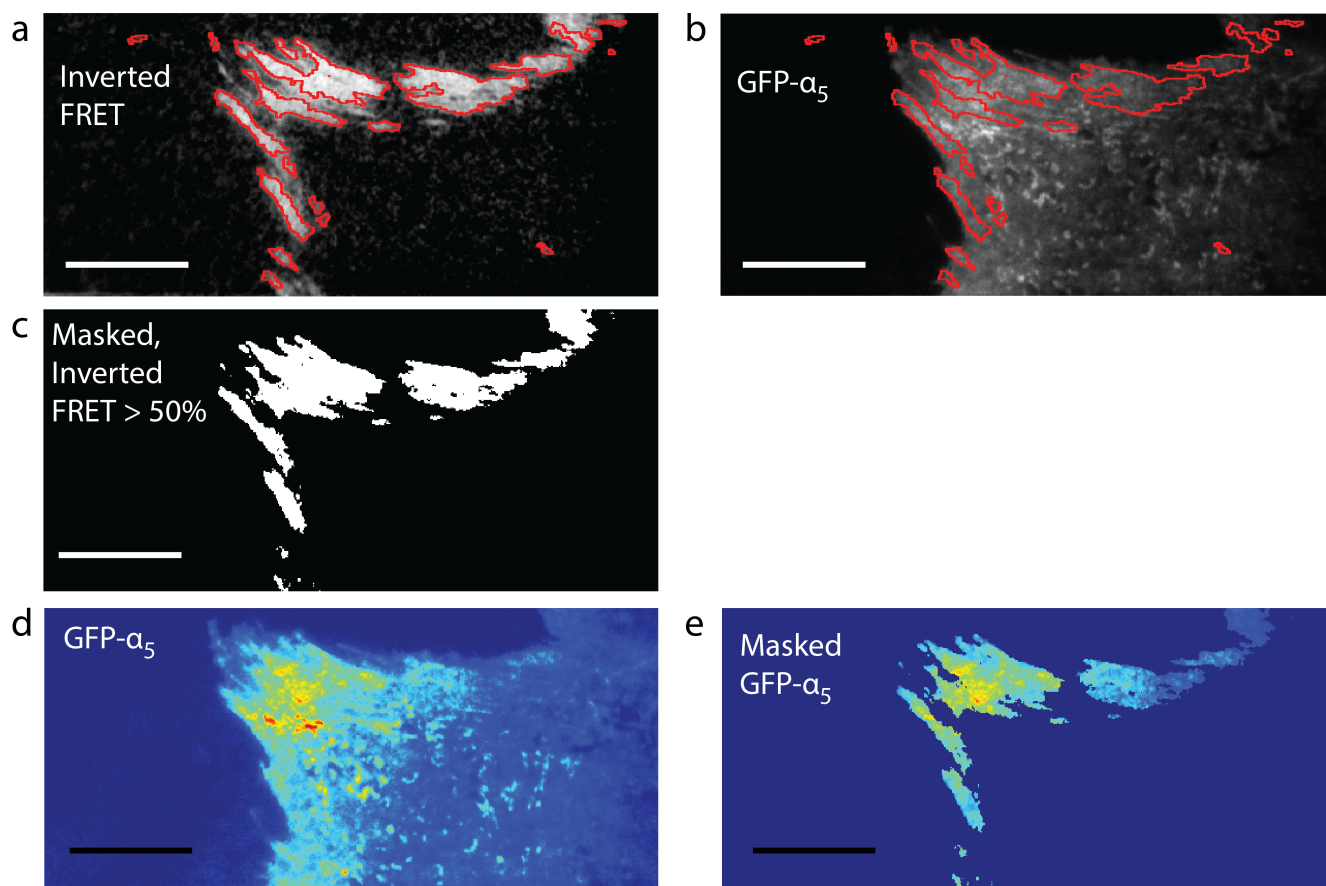 a
Inverted
FRET
b
GFP-α5
c
Masked,
Inverted
FRET > 50%
d
GFP-α5
e
Masked
GFP-α5